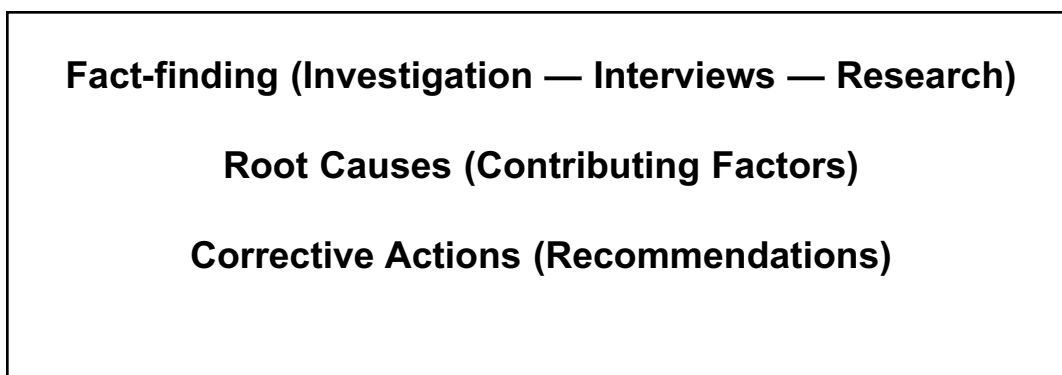 Fact-finding (Investigation — Interviews — Research)
Root Causes (Contributing Factors)
Corrective Actions (Recommendations)